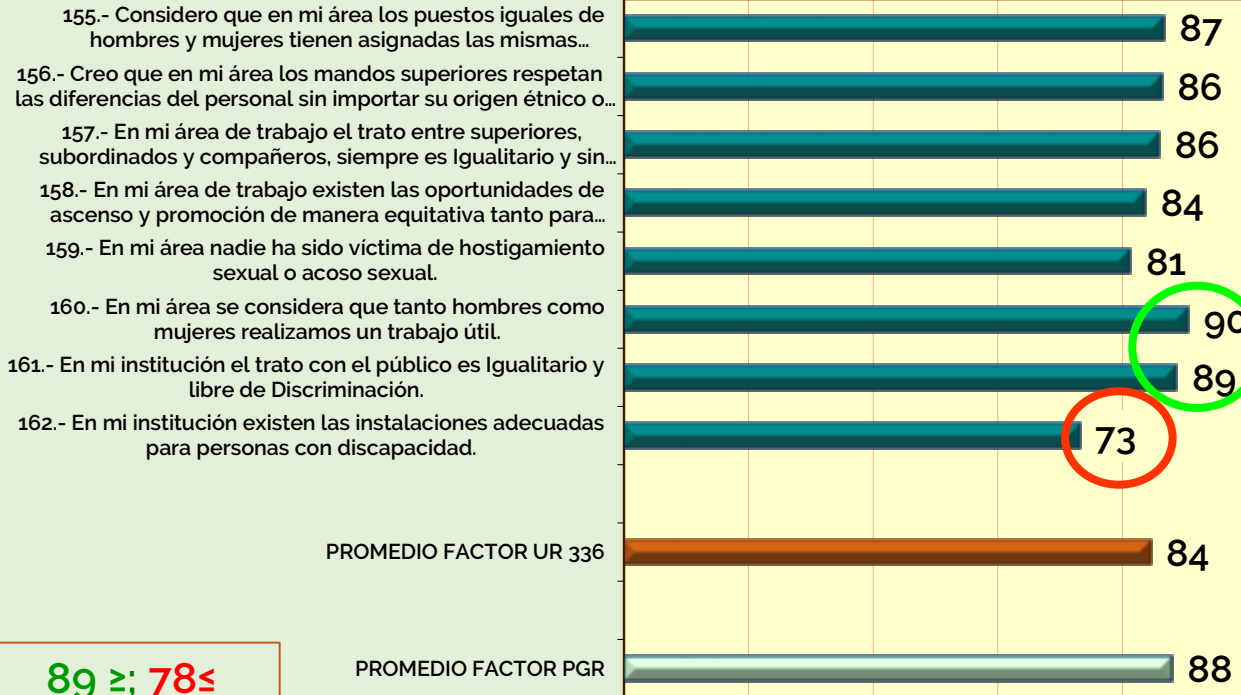 155.- Considero que en mi área los puestos iguales de
hombres y mujeres tienen asignadas las mismas…
87
156.- Creo que en mi área los mandos superiores respetan
las diferencias del personal sin importar su origen étnico o…
86
157.- En mi área de trabajo el trato entre superiores,
subordinados y compañeros, siempre es Igualitario y sin…
86
158.- En mi área de trabajo existen las oportunidades de
ascenso y promoción de manera equitativa tanto para…
84
159.- En mi área nadie ha sido víctima de hostigamiento
sexual o acoso sexual.
81
160.- En mi área se considera que tanto hombres como
mujeres realizamos un trabajo útil.
90
161.- En mi institución el trato con el público es Igualitario y
libre de Discriminación.
89
162.- En mi institución existen las instalaciones adecuadas
para personas con discapacidad.
73
PROMEDIO FACTOR UR 336
84
PROMEDIO FACTOR PGR
88
89 ≥; 78≤